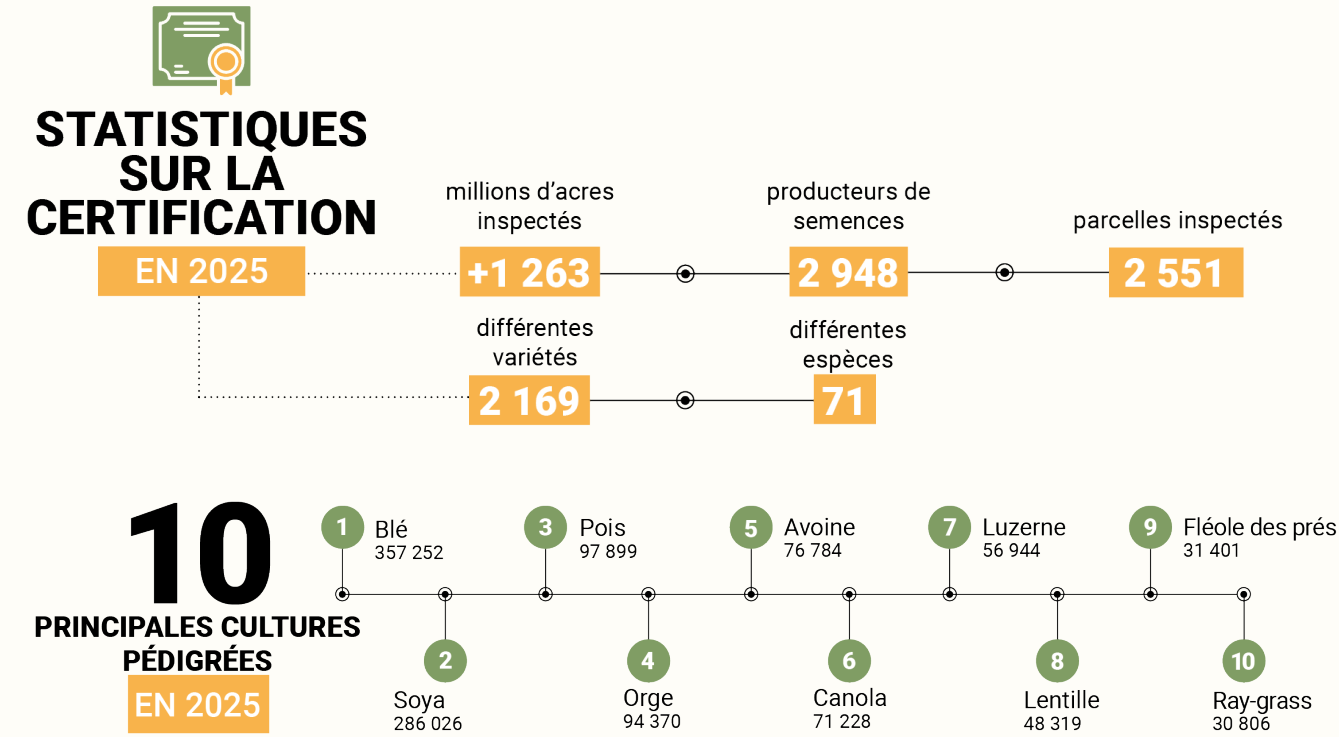 STATISTIQUES
SUR LA
CERTIFICATION
EN 2025
millions d’acres
inspectés
+1 263
producteurs de
semences
2 948
parcelles inspectés
2 551
différentes
variétés
2 169
différentes
espèces
71
10
PRINCIPALES CULTURES
PÉDIGRÉES
EN 2025
1
Blé
357 252
2
Soya
286 026
3
Pois
97 899
4
Orge
94 370
5
Avoine
76 784
6
Canola
71 228
7
Luzerne
56 944
8
Lentille
48 319
9
Fléole des prés
31 401
10
Ray-grass
30 806